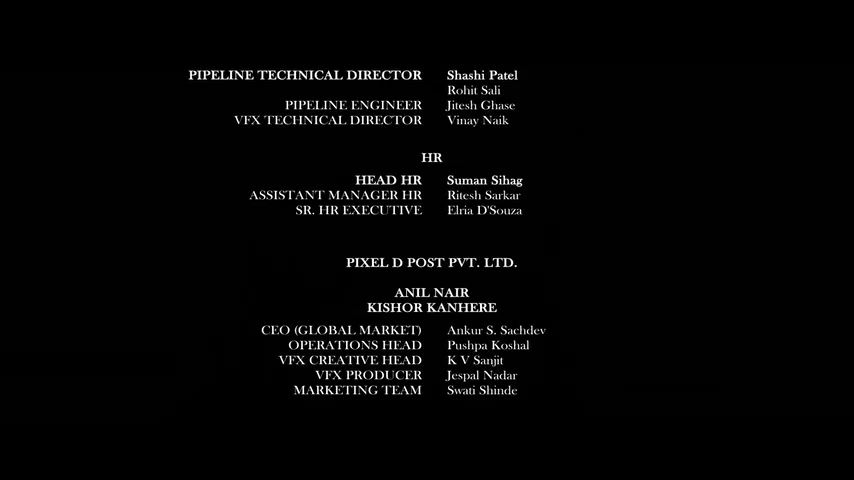 PIPELINE TECHNICAL DIRECTOR Shashi Patel
Rohit Sali
PIPELINE ENGINEER Jitesh Ghase
VFX TECHNICAL DIRECTOR Vinay Naik
HR
HEAD HR Suman Sihag
ASSISTANT MANAGER HR Ritesh Sarkar
SR. HR EXECUTIVE Elria D'Souza
PIXEL D POST PVT. LTD.
ANIL NAIR
KISHOR KANHERE
CEO (GLOBAL MARKET) Ankur S. Sachdev
OPERATIONS HEAD Pushpa Koshal
VFX CREATIVE HEAD K V Sanjit
VFX PRODUCER Jespal Nadar
MARKETING TEAM Swati Shinde